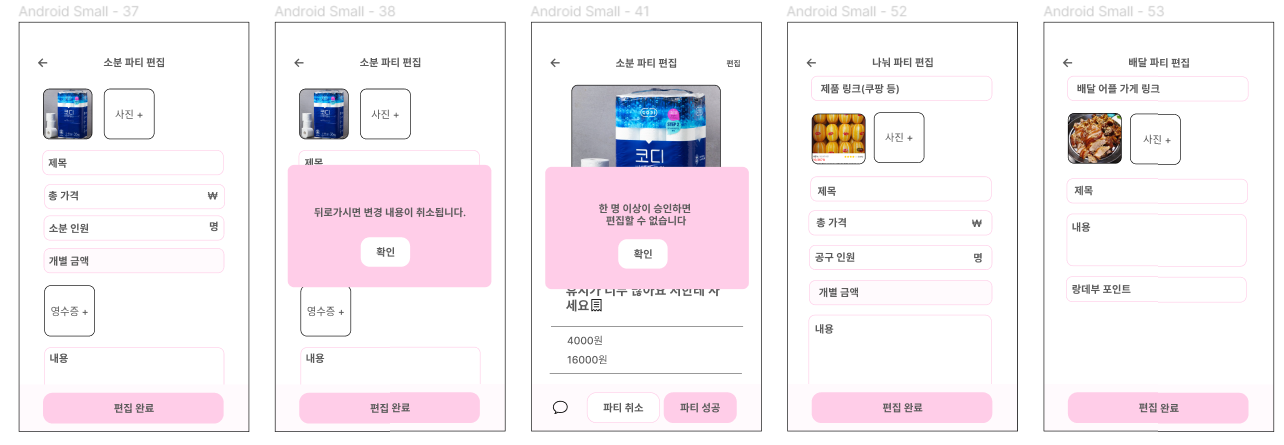 Android Small - 37
소분 파티 편집
코디
사진 +
제목
총 가격 ₩
소분 인원 명
개별 금액
영수증 +
내용
편집 완료
Android Small - 38
소분 파티 편집
코디
사진 +
제목
뒤로가시면 변경 내용이 취소됩니다.
확인
영수증 +
내용
편집 완료
Android Small - 41
소분 파티 편집 편집
코디
한 명 이상이 승인하면
편집할 수 없습니다
확인
휴지가 너무 많아요 저한테 사
세요
4000원
16000원
파티 취소 파티 성공
Android Small - 52
나눠 파티 편집
제품 링크(쿠팡 등)
사진 +
제목
총 가격 ₩
공구 인원 명
개별 금액
내용
편집 완료
Android Small - 53
배달 파티 편집
배달 어플 가게 링크
사진 +
제목
내용
랑데부 포인트
편집 완료